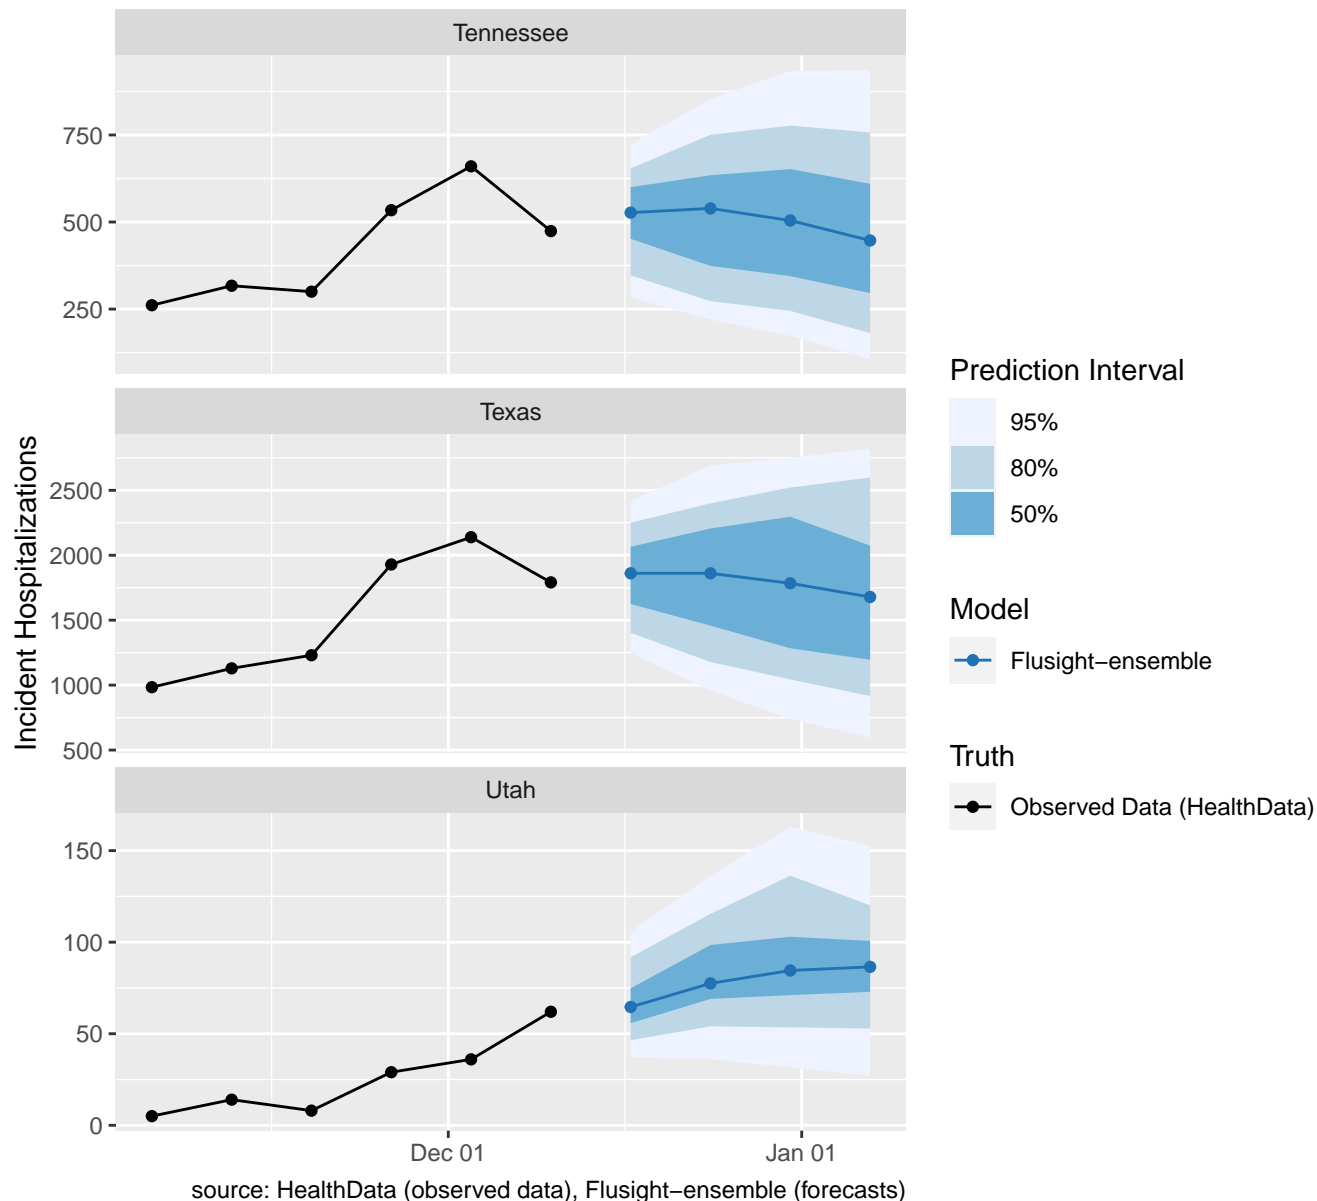 Tennessee
750
500
250
Texas
2500
2000
1500
1000
500
Utah
150
100
50
0
Dec 01
Jan 01
Incident Hospitalizations
source: HealthData (observed data), Flusight−ensemble (forecasts)
Prediction Interval
95%
80%
50%
Model
Flusight−ensemble
Truth
Observed Data (HealthData)